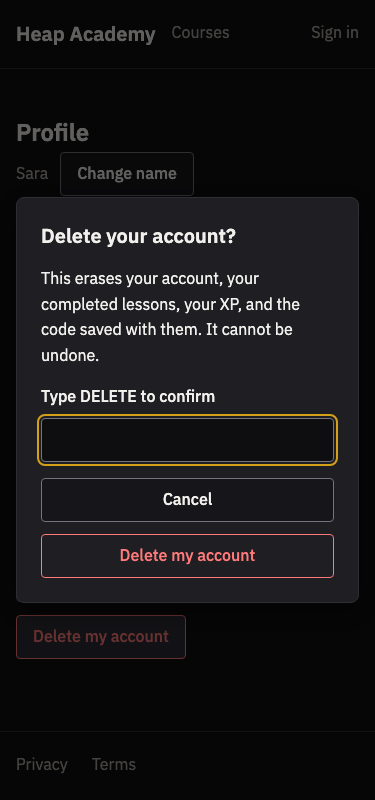 Heap Academy Courses Sign in
Profile
Sara Change name
Delete your account?
This erases your account, your
completed lessons, your XP, and the
code saved with them. It cannot be
undone.
Type DELETE to confirm
Cancel
Delete my account
Delete my account
Privacy Terms